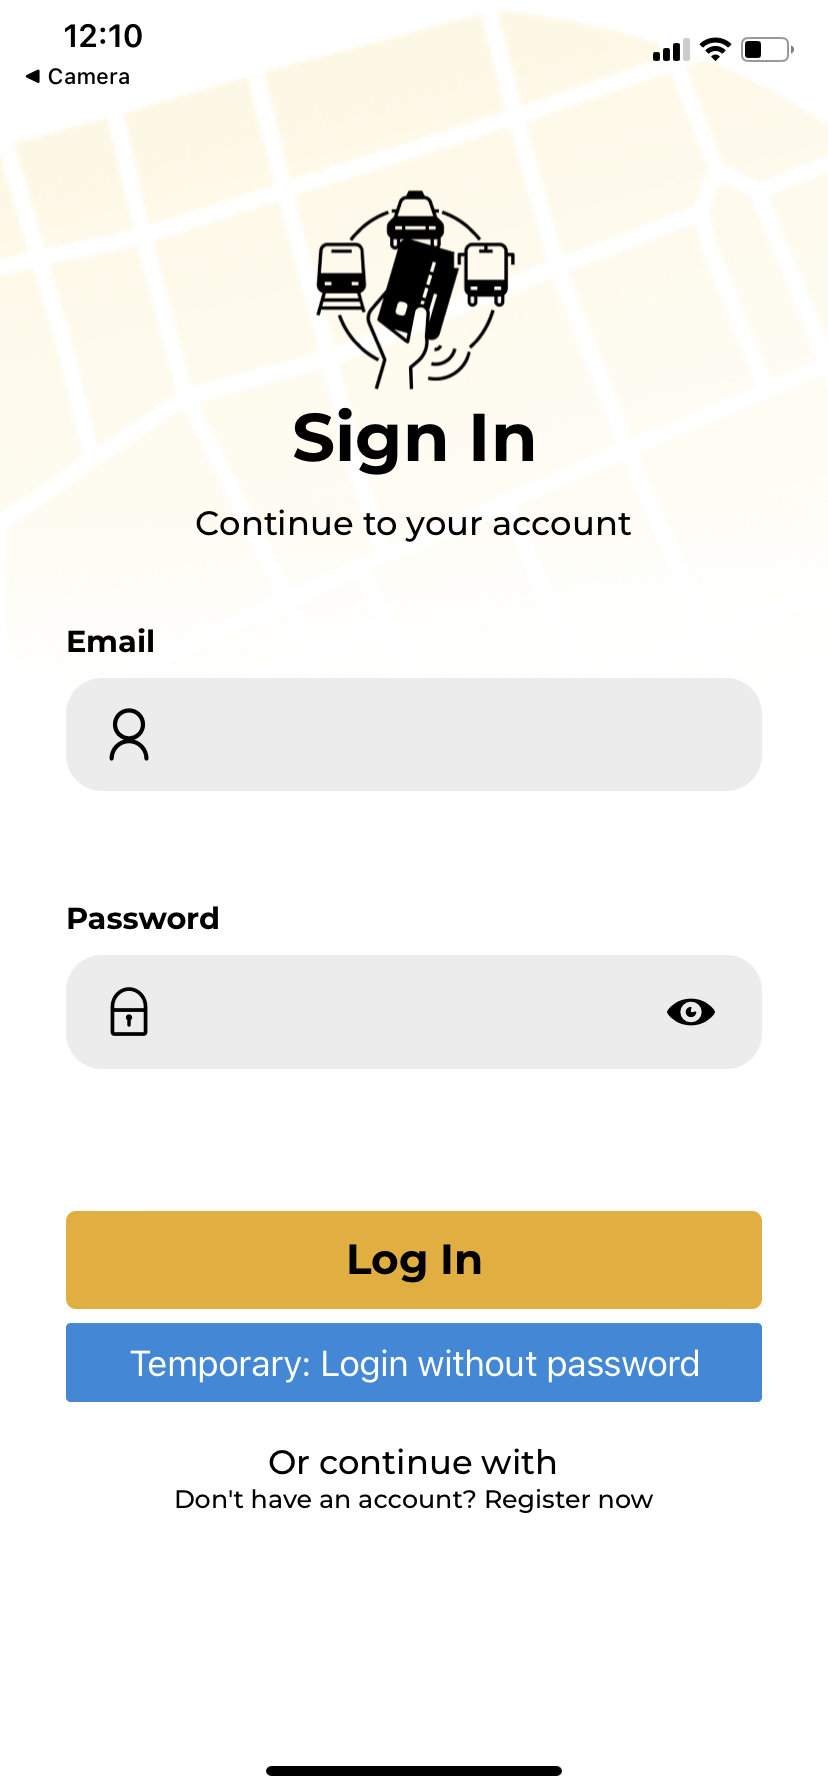 12:10
◀ Camera
Sign In
Continue to your account
Email
Password
Log In
Temporary: Login without password
Or continue with
Don't have an account? Register now